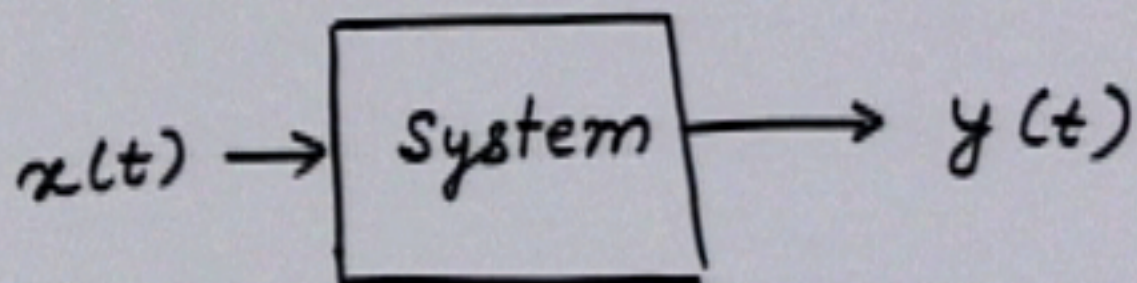 x(t) → System → y(t)